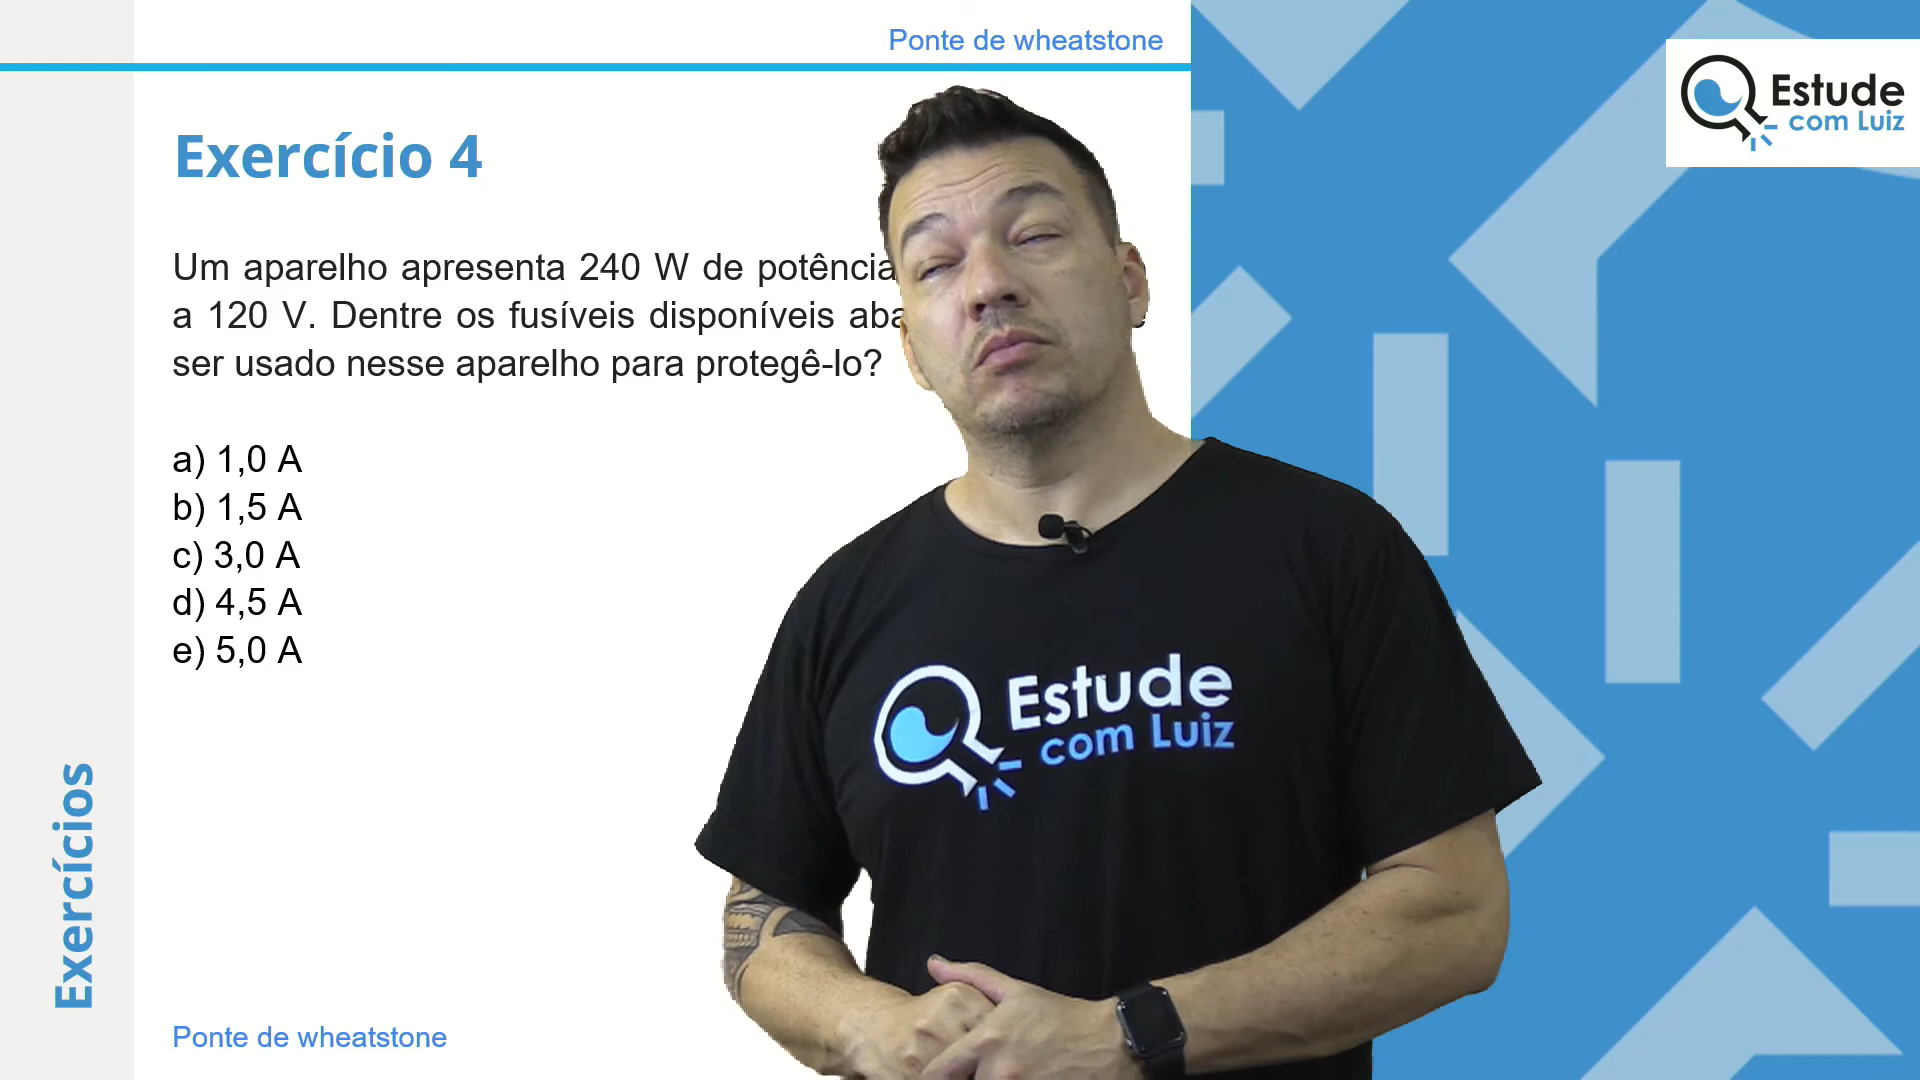 Ponte de wheatstone
Estude
com Luiz
Exercício 4
Um aparelho apresenta 240 W de potência
a 120 V. Dentre os fusíveis disponíveis
ser usado nesse aparelho para protegê-lo?
a) 1,0 A
b) 1,5 A
c) 3,0 A
d) 4,5 A
e) 5,0 A
Estude
com Luiz
Exercícios
Ponte de wheatstone